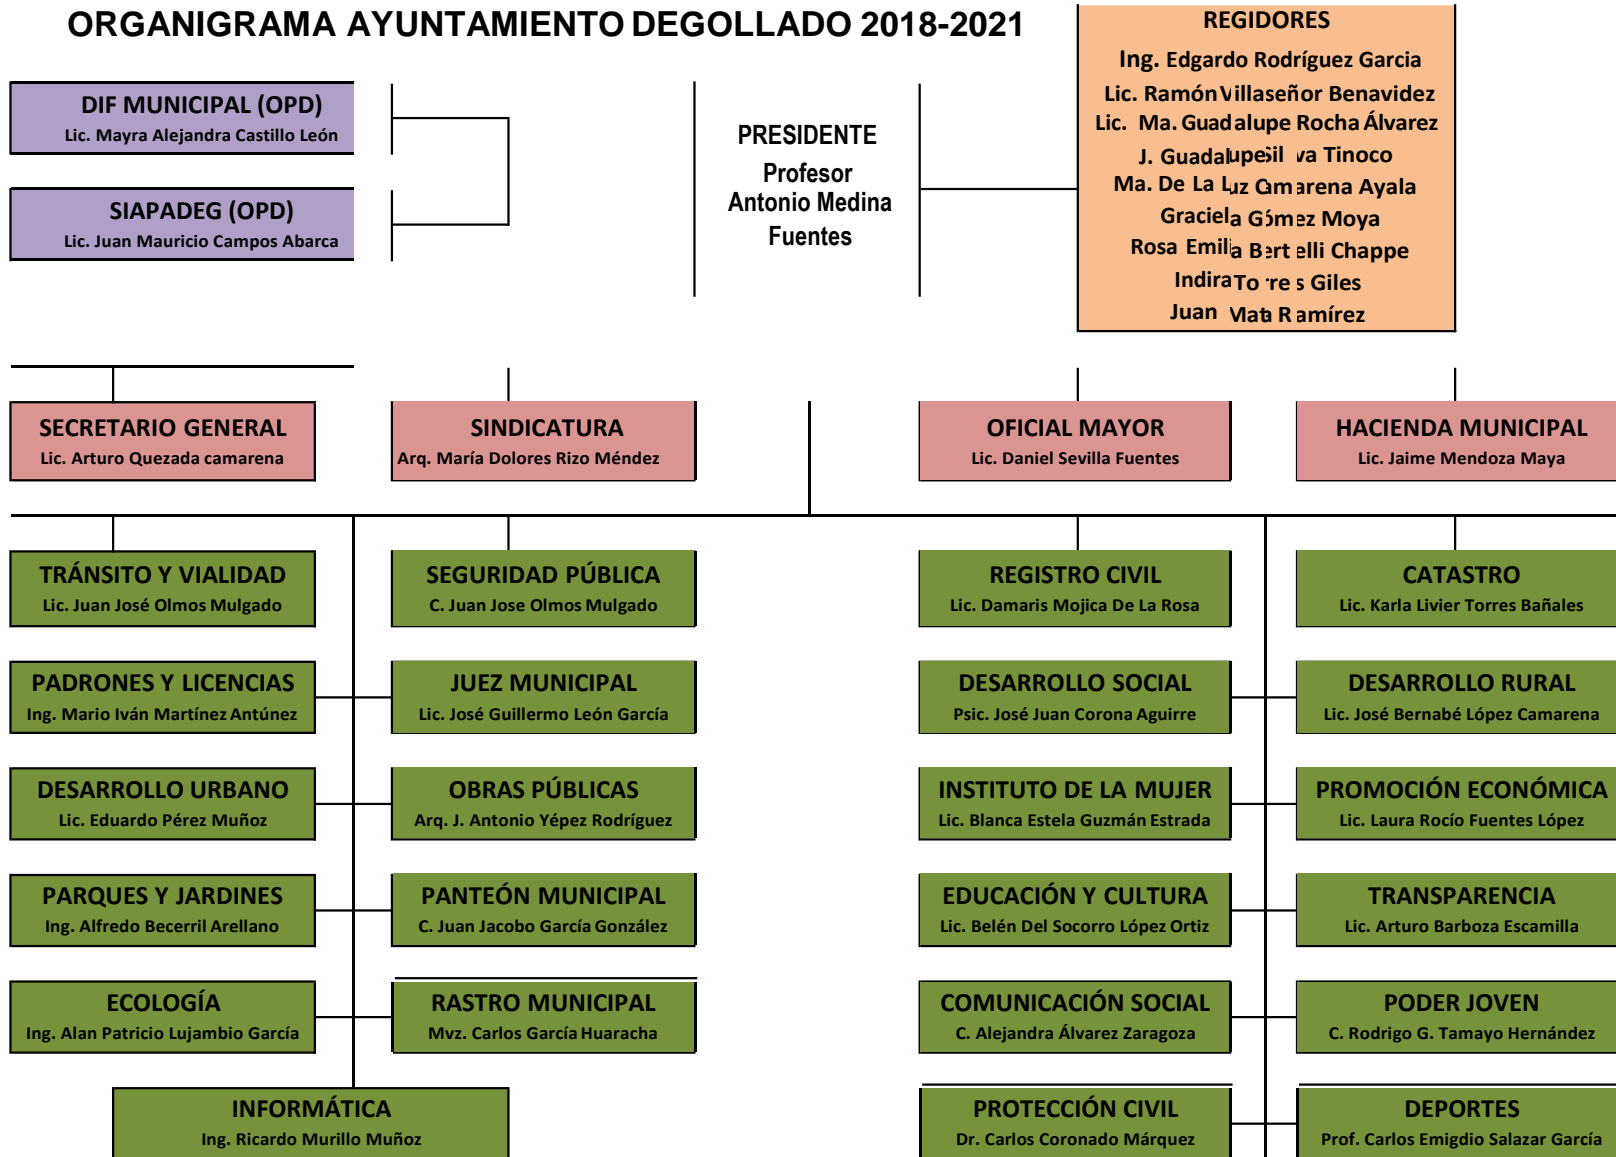 ORGANIGRAMA AYUNTAMIENTO DEGOLLADO 2018-2021
REGIDORES
Ing. Edgardo Rodríguez Garcia
Lic. Ramón Villaseñor Benavidez
Lic. Ma. Guadalupe Rocha Álvarez
J. Guadalupe Silva Tinoco
Ma. De La Luz Camarena Ayala
Graciela Gómez Moya
Rosa Emilia Bertelli Chappe
Indira Torres Giles
Juan Mata Ramírez
DIF MUNICIPAL (OPD)
Lic. Mayra Alejandra Castillo León
SIAPADEG (OPD)
Lic. Juan Mauricio Campos Abarca
PRESIDENTE
Profesor
Antonio Medina
Fuentes
SECRETARIO GENERAL
Lic. Arturo Quezada camarena
SINDICATURA
Arq. María Dolores Rizo Méndez
OFICIAL MAYOR
Lic. Daniel Sevilla Fuentes
HACIENDA MUNICIPAL
Lic. Jaime Mendoza Maya
TRÁNSITO Y VIALIDAD
Lic. Juan José Olmos Mulgado
SEGURIDAD PÚBLICA
C. Juan Jose Olmos Mulgado
REGISTRO CIVIL
Lic. Damaris Mojica De La Rosa
CATASTRO
Lic. Karla Livier Torres Bañales
PADRONES Y LICENCIAS
Ing. Mario Iván Martínez Antúnez
JUEZ MUNICIPAL
Lic. José Guillermo León García
DESARROLLO SOCIAL
Psic. José Juan Corona Aguirre
DESARROLLO RURAL
Lic. José Bernabé López Camarena
DESARROLLO URBANO
Lic. Eduardo Pérez Muñoz
OBRAS PÚBLICAS
Arq. J. Antonio Yépez Rodríguez
INSTITUTO DE LA MUJER
Lic. Blanca Estela Guzmán Estrada
PROMOCIÓN ECONÓMICA
Lic. Laura Rocío Fuentes López
PARQUES Y JARDINES
Ing. Alfredo Becerril Arellano
PANTEÓN MUNICIPAL
C. Juan Jacobo García González
EDUCACIÓN Y CULTURA
Lic. Belén Del Socorro López Ortiz
TRANSPARENCIA
Lic. Arturo Barboza Escamilla
ECOLOGÍA
Ing. Alan Patricio Lujambio García
RASTRO MUNICIPAL
Mvz. Carlos García Huaracha
COMUNICACIÓN SOCIAL
C. Alejandra Álvarez Zaragoza
PODER JOVEN
C. Rodrigo G. Tamayo Hernández
INFORMÁTICA
Ing. Ricardo Murillo Muñoz
PROTECCIÓN CIVIL
Dr. Carlos Coronado Márquez
DEPORTES
Prof. Carlos Emigdio Salazar García